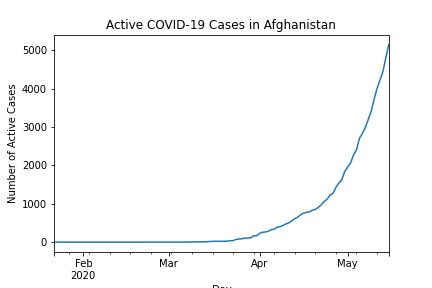 Active COVID-19 Cases in Afghanistan
Number of Active Cases
5000
4000
3000
2000
1000
0
Feb
2020
Mar
Apr
May